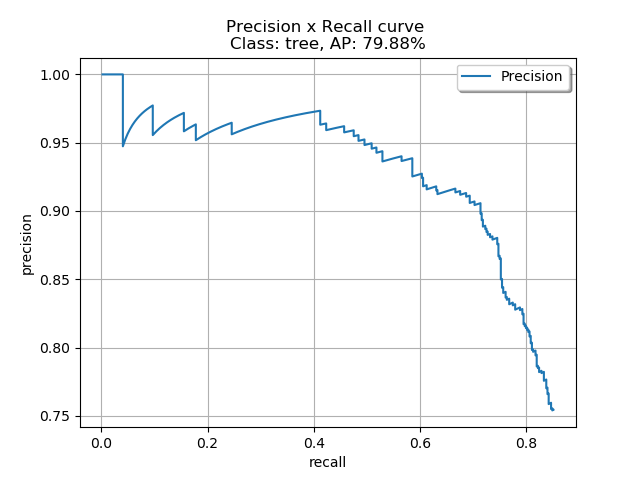 Precision x Recall curve
Class: tree, AP: 79.88%
Precision
1.00
0.95
0.90
0.85
0.80
0.75
precision
0.0 0.2 0.4 0.6 0.8
recall